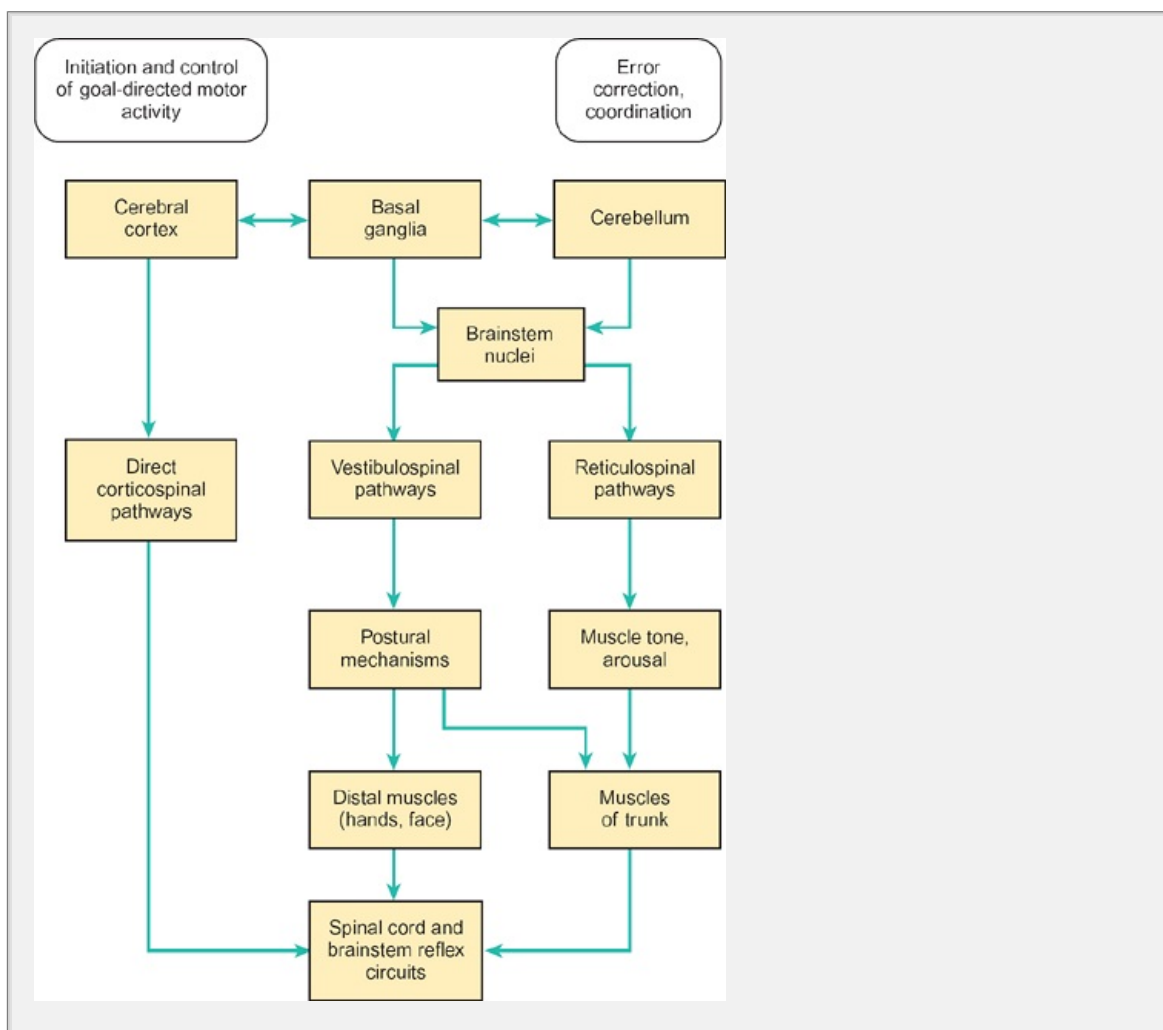 Initiation and control
of goal-directed motor
activity
Error
correction,
coordination
Cerebral
cortex
Basal
ganglia
Cerebellum
Brainstem
nuclei
Direct
corticospinal
pathways
Vestibulospinal
pathways
Reticulospinal
pathways
Postural
mechanisms
Muscle tone,
arousal
Distal muscles
(hands, face)
Muscles
of trunk
Spinal cord and
brainstem reflex
circuits